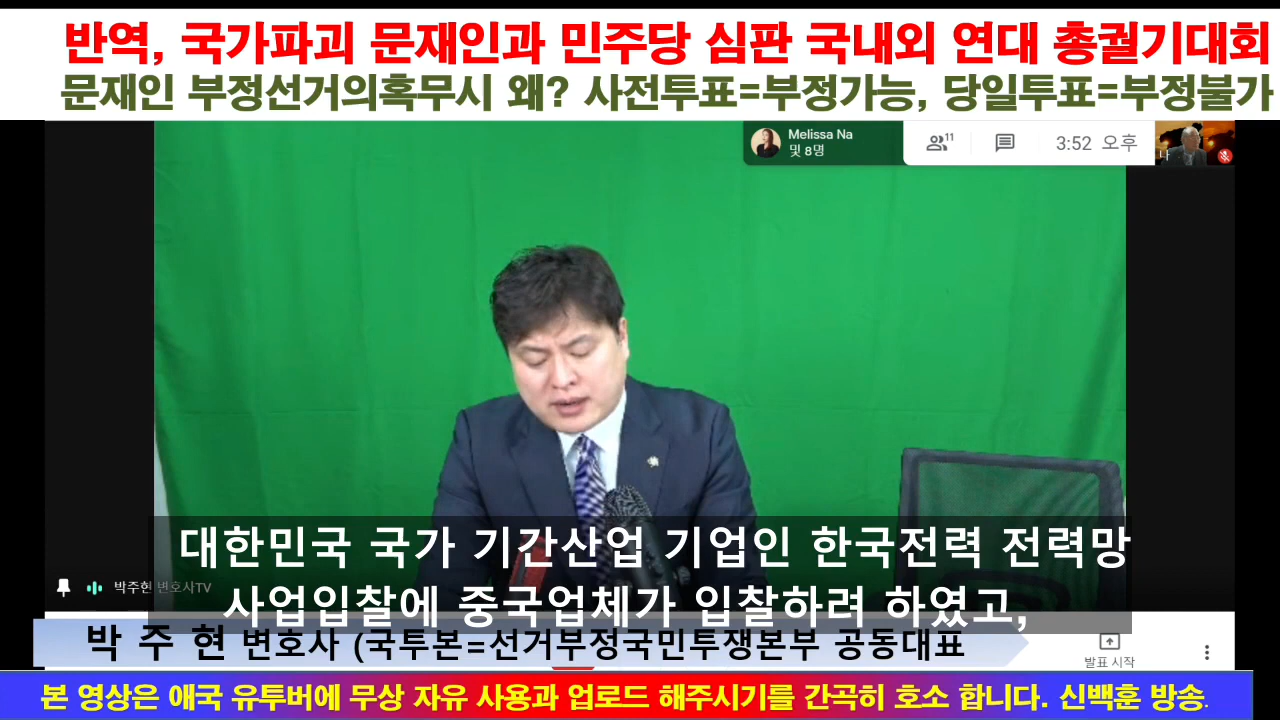 반역, 국가파괴 문재인과 민주당 심판 국내외 연대 총궐기대회
문재인 부정선거의혹무시 왜? 사전투표=부정가능, 당일투표=부정불가
Melissa Na
및 8명
11
3:52 오후
나
대한민국 국가 기간산업 기업인 한국전력 전력망
사업입찰에 중국업체가 입찰하려 하였고,
박주현 변호사TV
박 주 현 변호사 (국투본=선거부정국민투쟁본부 공동대표
발표 시작
본 영상은 애국 유투버에 무상 자유 사용과 업로드 해주시기를 간곡히 호소 합니다. 신백훈 방송.